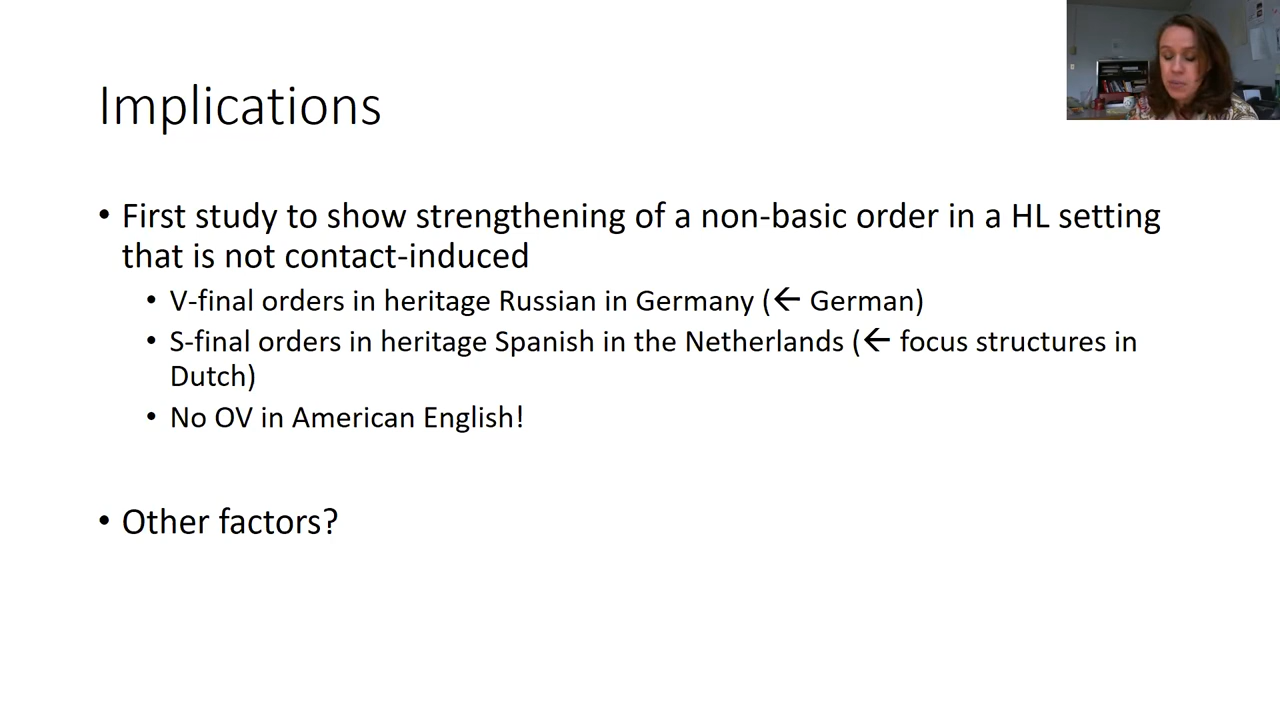 Implications
• First study to show strengthening of a non-basic order in a HL setting
that is not contact-induced
• V-final orders in heritage Russian in Germany (← German)
• S-final orders in heritage Spanish in the Netherlands (← focus structures in
Dutch)
• No OV in American English!
• Other factors?